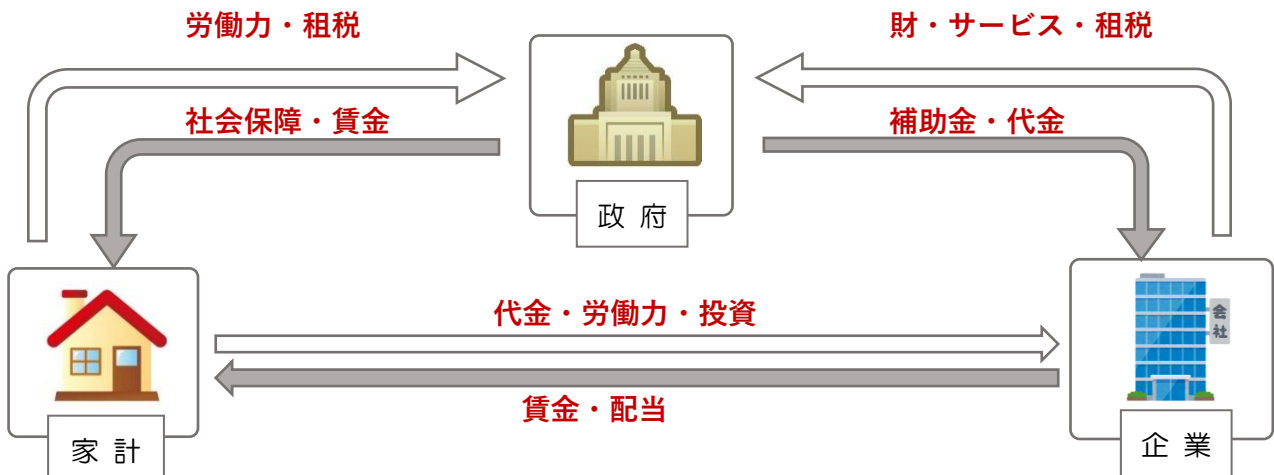 労働力・租税
財・サービス・租税
社会保障・賃金
補助金・代金
政府
代金・労働力・投資
会社
賃金・配当
家計
企業